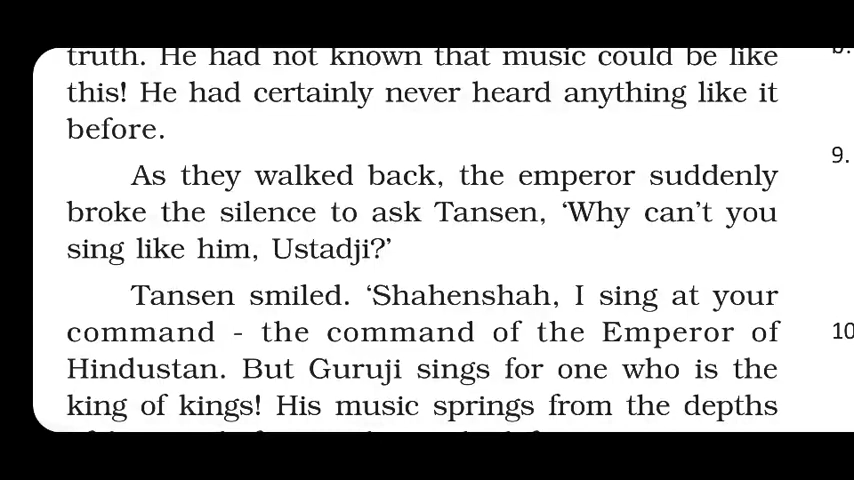 truth. He had not known that music could be like
this! He had certainly never heard anything like it
before.
As they walked back, the emperor suddenly
broke the silence to ask Tansen, ‘Why can’t you
sing like him, Ustadji?’
Tansen smiled. ‘Shahenshah, I sing at your
command - the command of the Emperor of
Hindustan. But Guruji sings for one who is the
king of kings! His music springs from the depths
9.
10